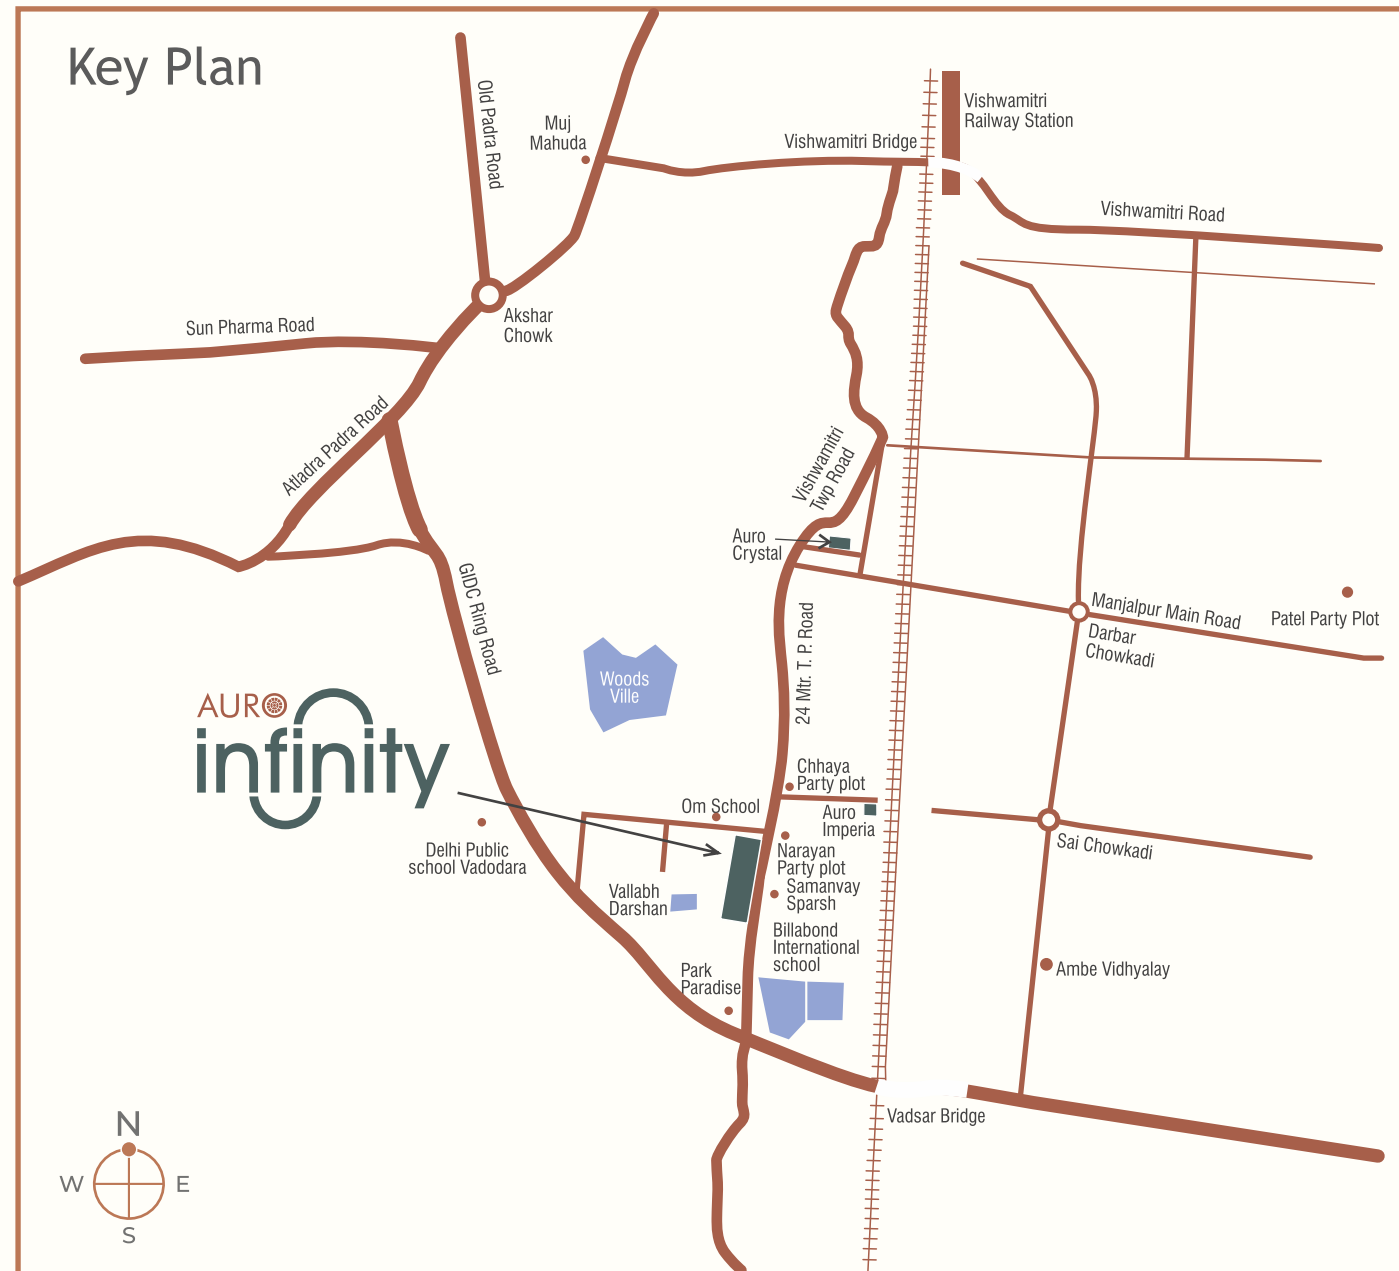 Key Plan
Old Padra Road
Muj
Mahuda
Vishwamitri Bridge
Vishwamitri
Railway Station
Vishwamitri Road
Akshar
Chowk
Sun Pharma Road
Atladra Padra Road
Vishwamitri
Twp Road
Auro
Crystal
GIDC Ring Road
Manjalpur Main Road
Patel Party Plot
Darbar
Chowkadi
Woods
Ville
24 Mtr. T. P. Road
AURO
infinity
Chhaya
Party plot
Om School
Auro
Imperia
Delhi Public
school Vadodara
Narayan
Party plot
Sai Chowkadi
Vallabh
Darshan
Samanvay
Sparsh
Billabond
International
school
Park
Paradise
Ambe Vidhyalay
Vadsar Bridge
N
W
E
S